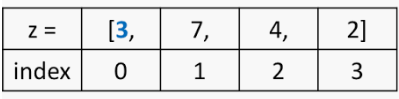 z = [3, 7, 4, 2]
index 0 1 2 3